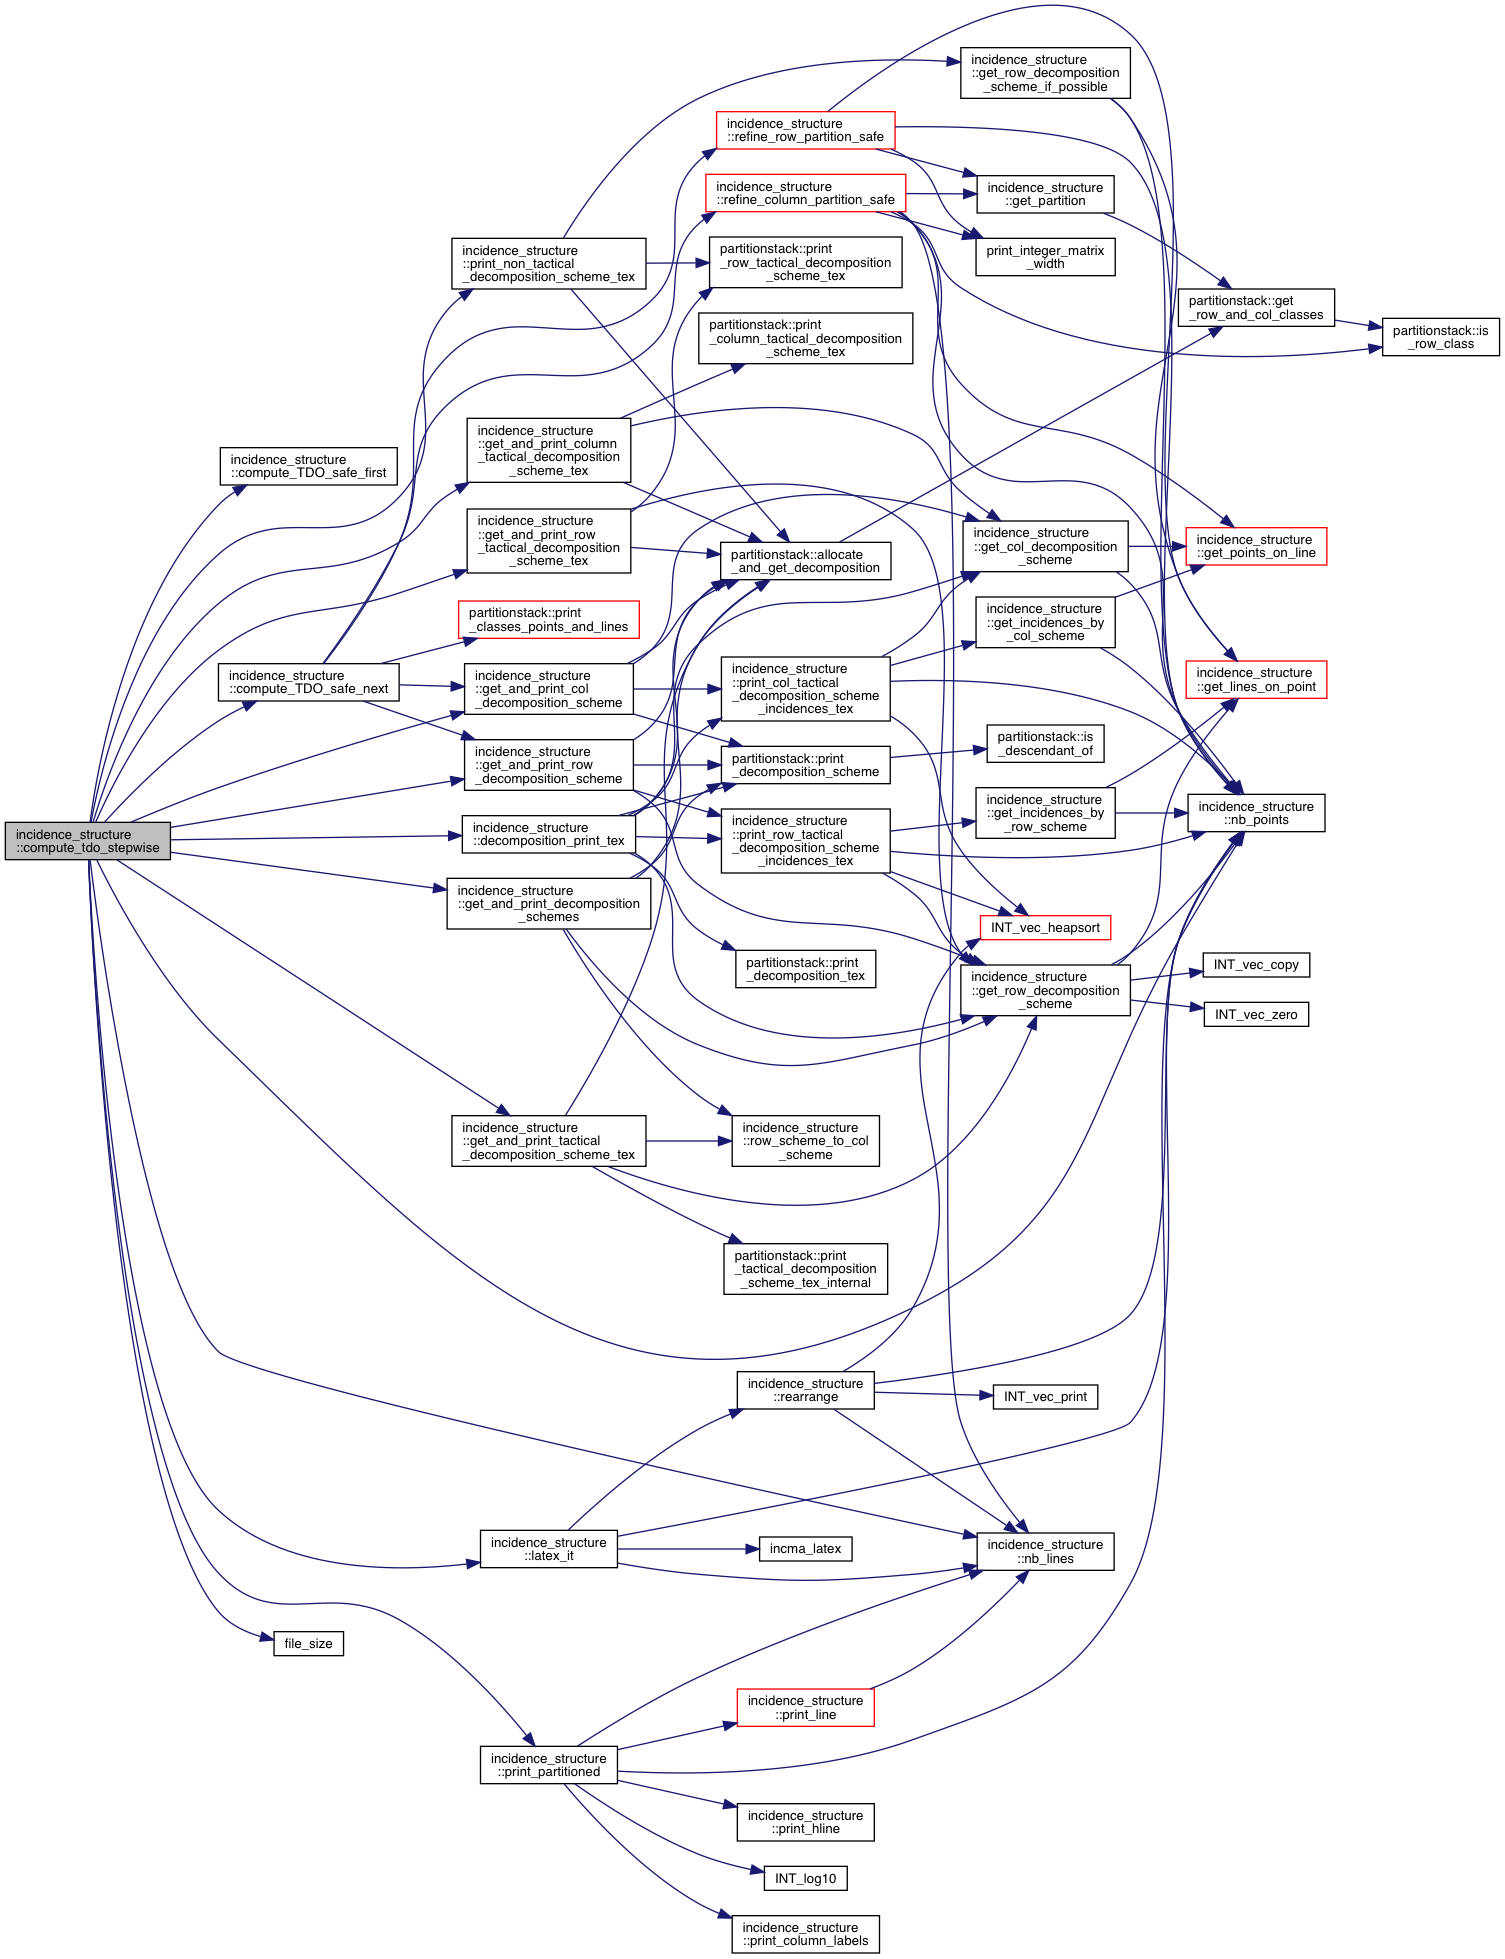 incidence_structure
::compute_tdo_stepwise
incidence_structure
::compute_TDO_safe_first
incidence_structure
::compute_TDO_safe_next
file_size
incidence_structure
::print_non_tactical
_decomposition_scheme_tex
incidence_structure
::get_and_print_column
_tactical_decomposition
_scheme_tex
incidence_structure
::get_and_print_row
_tactical_decomposition
_scheme_tex
partitionstack::print
_classes_points_and_lines
incidence_structure
::get_and_print_col
_decomposition_scheme
incidence_structure
::get_and_print_row
_decomposition_scheme
incidence_structure
::decomposition_print_tex
incidence_structure
::get_and_print_decomposition
_schemes
incidence_structure
::get_and_print_tactical
_decomposition_scheme_tex
incidence_structure
::latex_it
incidence_structure
::print_partitioned
incidence_structure
::refine_row_partition_safe
incidence_structure
::refine_column_partition_safe
partitionstack::print
_row_tactical_decomposition
_scheme_tex
partitionstack::print
_column_tactical_decomposition
_scheme_tex
partitionstack::allocate
_and_get_decomposition
incidence_structure
::print_col_tactical
_decomposition_scheme
_incidences_tex
partitionstack::print
_decomposition_scheme
incidence_structure
::print_row_tactical
_decomposition_scheme
_incidences_tex
partitionstack::print
_decomposition_tex
incidence_structure
::row_scheme_to_col
_scheme
partitionstack::print
_tactical_decomposition
_scheme_tex_internal
incidence_structure
::rearrange
incma_latex
incidence_structure
::print_line
incidence_structure
::print_hline
INT_log10
incidence_structure
::print_column_labels
incidence_structure
::get_row_decomposition
_scheme_if_possible
incidence_structure
::get_partition
print_integer_matrix
_width
incidence_structure
::get_col_decomposition
_scheme
incidence_structure
::get_incidences_by
_col_scheme
partitionstack::is
_descendant_of
incidence_structure
::get_incidences_by
_row_scheme
INT_vec_heapsort
incidence_structure
::get_row_decomposition
_scheme
INT_vec_print
incidence_structure
::nb_lines
partitionstack::get
_row_and_col_classes
incidence_structure
::get_points_on_line
incidence_structure
::get_lines_on_point
incidence_structure
::nb_points
INT_vec_copy
INT_vec_zero
partitionstack::is
_row_class